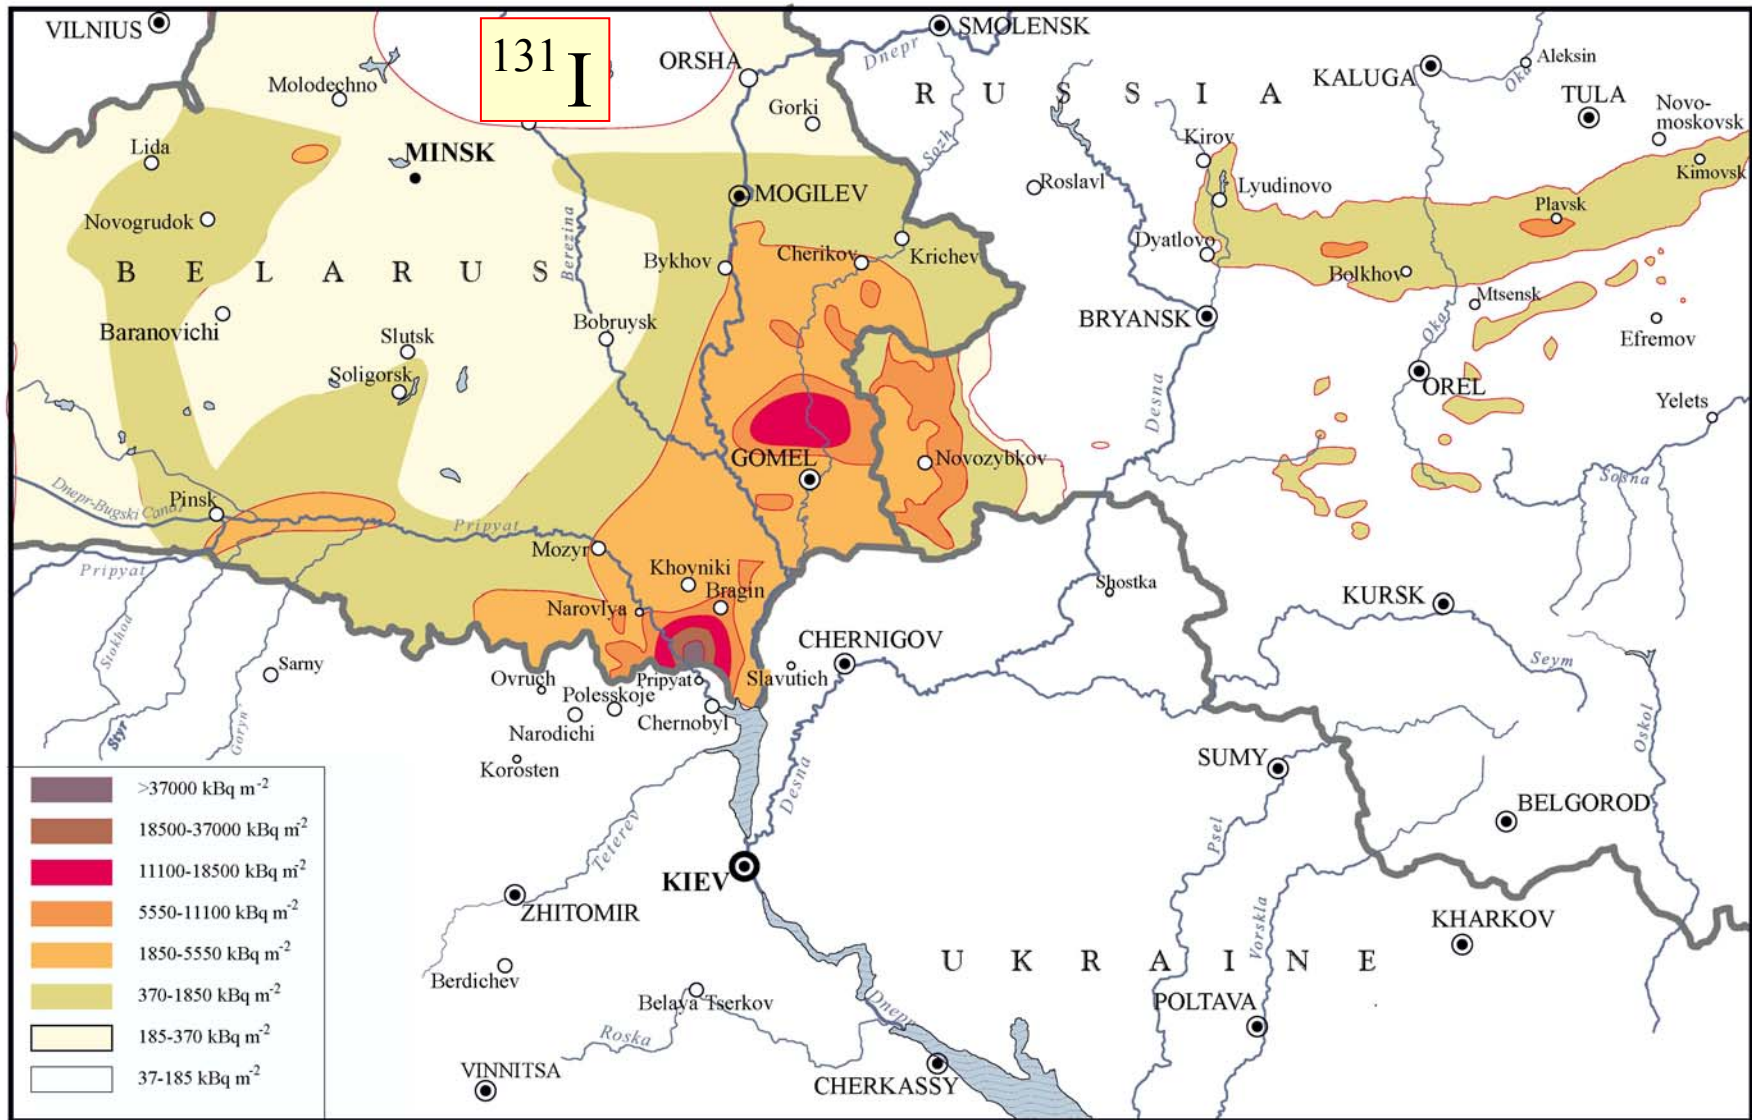 VILNIUS
131 I
SMOLENSK
ORSHA
Dnepr
Molodechno
Gorki
R U S S I A
KALUGA
Oka
Aleksin
TULA
Novo-
moskovsk
Lida
MINSK
Sozh
Kirov
Roslavl
Lyudinovo
Kimovsk
MOGILEV
Plavsk
Novogrudok
Berezina
Dyatlovo
Bykhov
Cherikov
Krichev
B E L A R U S
Bolkhov
Mtsensk
Baranovichi
Bobruysk
BRYANSK
Oka
Efremov
Slutsk
Soligorsk
Desna
OREL
Yelets
GOMEL
Novozybkov
Sosna
Dnepr-Bugski Canal
Pinsk
Pripyat
Mozyr
Pripyat
Khovniki
Bragin
Shostka
KURSK
Narovlya
Stokhod
CHERNIGOV
Seym
Sarny
Ovruch
Pripyat
Slavutich
Polesskoje
Narodichi
Chernobyl
Styr
Goryn'
Oskol
Korosten
SUMY
Desna
>37000 kBq m-2
18500-37000 kBq m-2
11100-18500 kBq m-2
5550-11100 kBq m-2
1850-5550 kBq m-2
370-1850 kBq m-2
185-370 kBq m-2
37-185 kBq m-2
BELGOROD
Teterev
Psel
KIEV
ZHITOMIR
Vorskla
KHARKOV
U K R A I N E
Berdichev
Belaya Tserkov
Dnepr
POLTAVA
Roska
VINNITSA
CHERKASSY